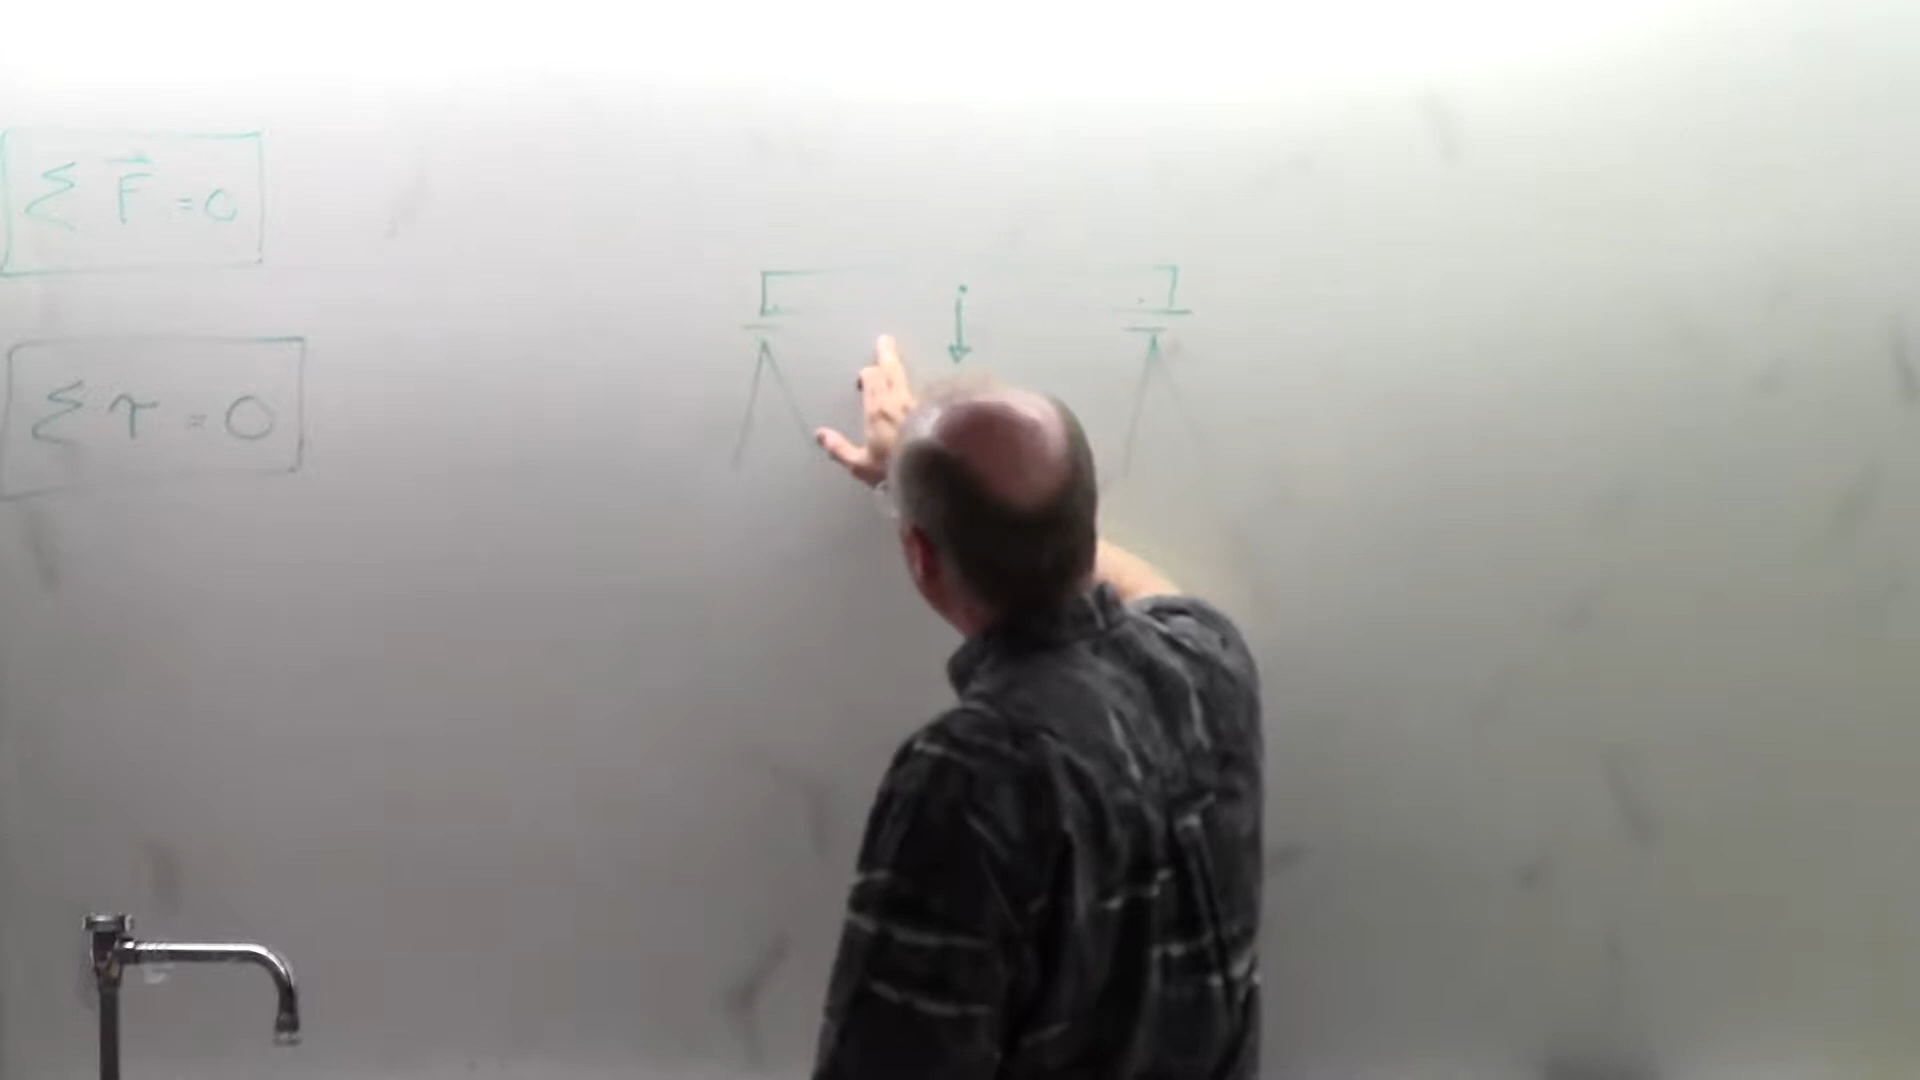 ∑ F⃗ = 0
∑ τ = 0